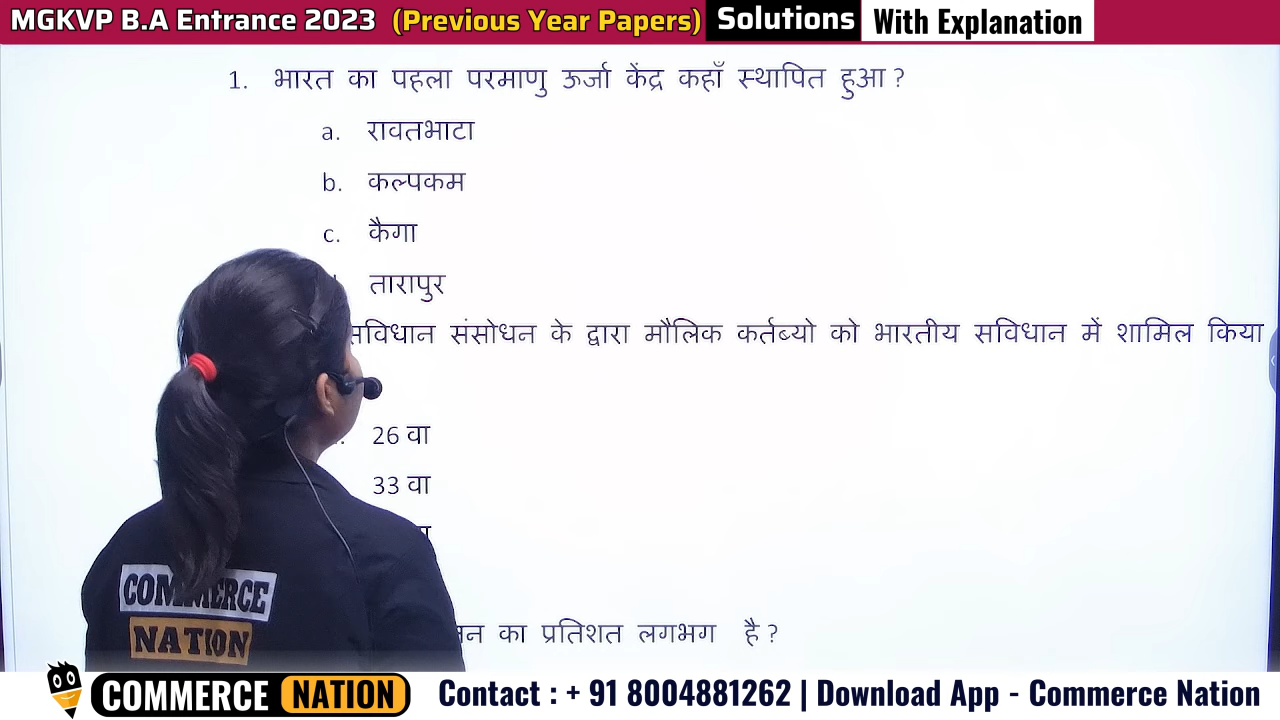 MGKVP B.A Entrance 2023 (Previous Year Papers) Solutions With Explanation
1. भारत का पहला परमाणु ऊर्जा केंद्र कहाँ स्थापित हुआ ?
a. रावतभाटा
b. कल्पकम
c. कैगा
तारापुर
सविधान संसोधन के द्वारा मौलिक कर्तब्यो को भारतीय सविधान में शामिल किया
26 वा
33 वा
का प्रतिशत लगभग है ?
COMMERCE
NATION
COMMERCE NATION Contact : + 91 8004881262 | Download App - Commerce Nation